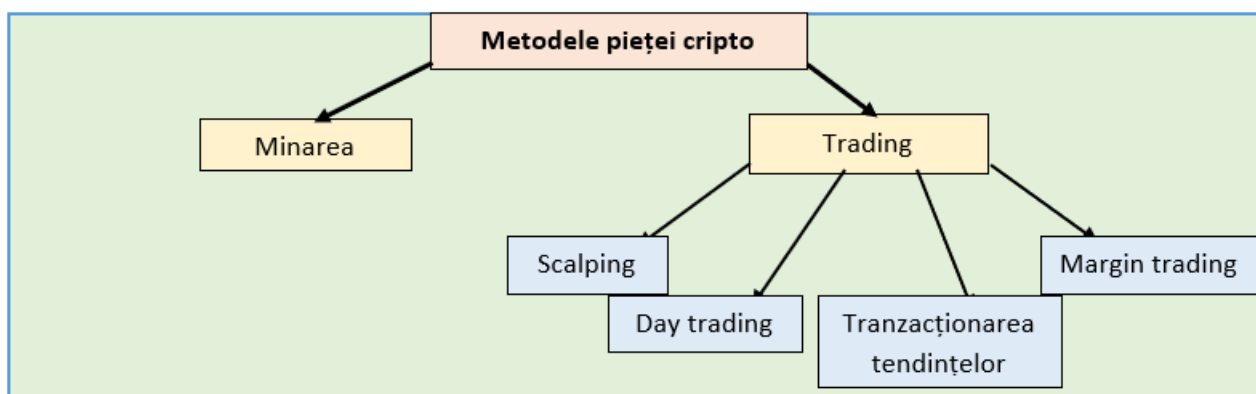 Metodele pieței cripto
Minarea
Trading
Scalping
Margin trading
Day trading
Tranzacționarea
tendințelor